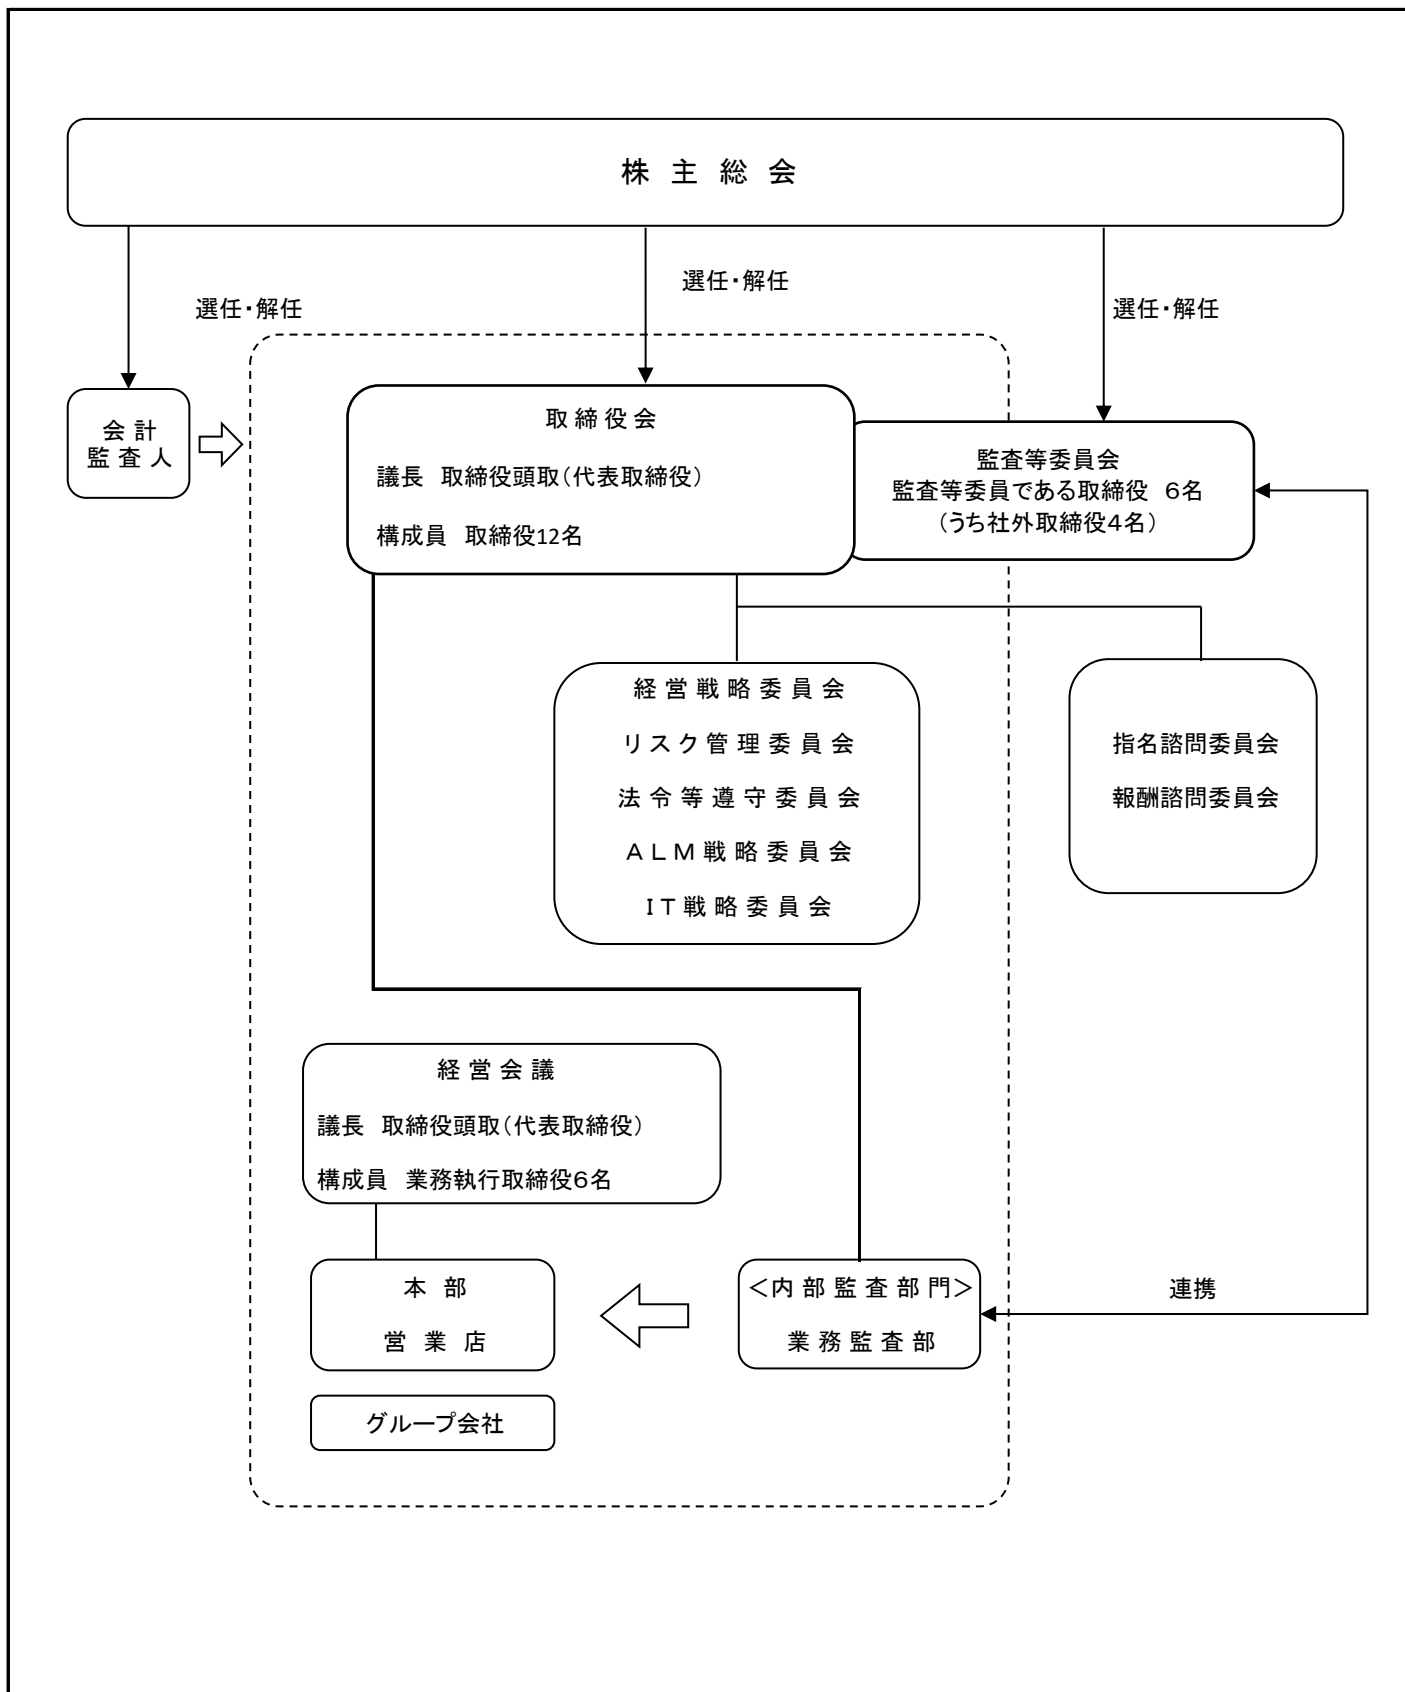 株主総会
選任・解任
選任・解任
選任・解任
会計
監査人
取締役会
議長 取締役頭取(代表取締役)
構成員 取締役12名
監査等委員会
監査等委員である取締役 6名
(うち社外取締役4名)
経営戦略委員会
リスク管理委員会
法令等遵守委員会
ALM戦略委員会
IT戦略委員会
指名諮問委員会
報酬諮問委員会
経営会議
議長 取締役頭取(代表取締役)
構成員 業務執行取締役6名
本部
営業店
<内部監査部門>
業務監査部
連携
グループ会社